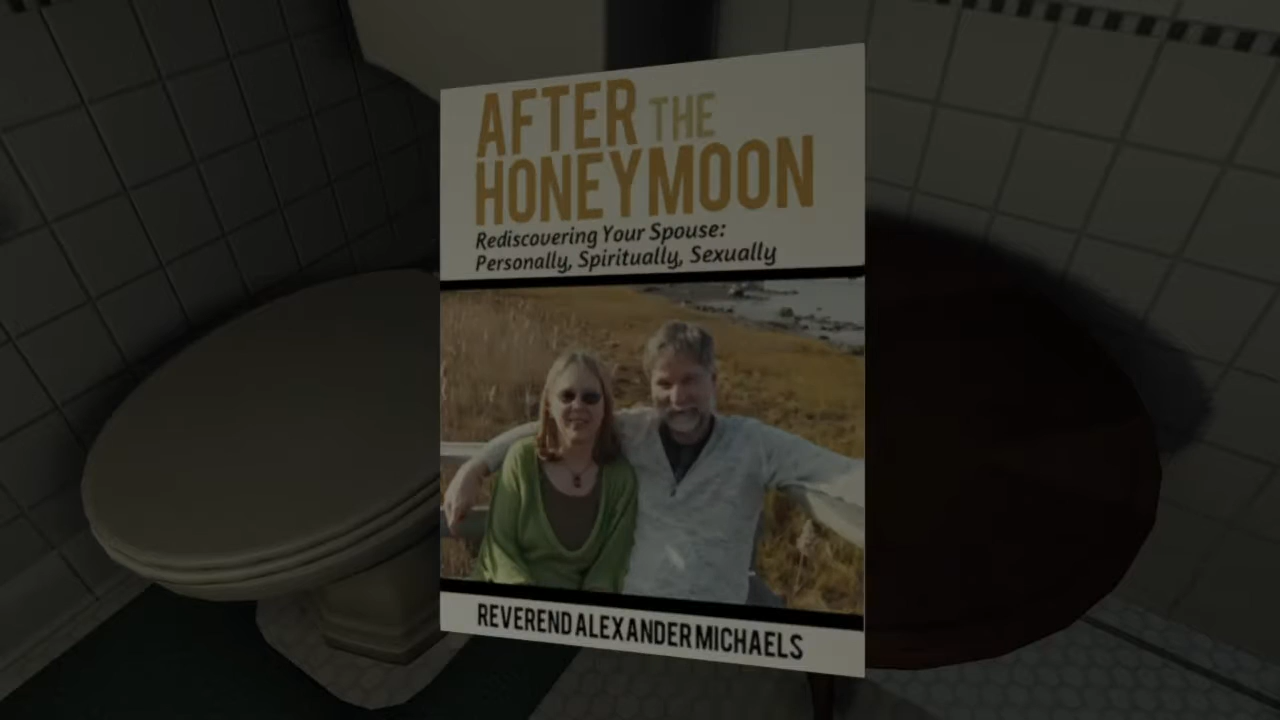 AFTER THE
HONEYMOON
Rediscovering Your Spouse:
Personally, Spiritually, Sexually
REVEREND ALEXANDER MICHAELS